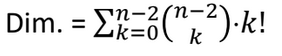 Dim. = ∑_{k=0}^{n−2} \binom{n−2}{k}·k!